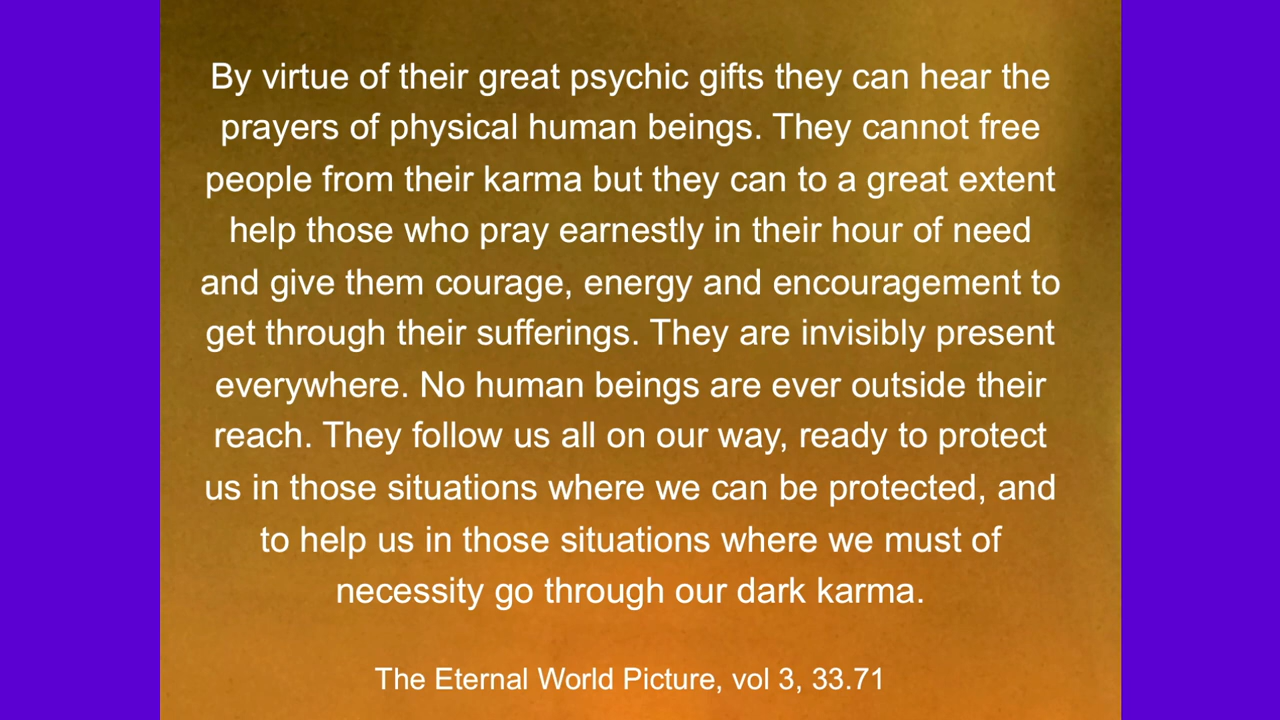 By virtue of their great psychic gifts they can hear the
prayers of physical human beings. They cannot free
people from their karma but they can to a great extent
help those who pray earnestly in their hour of need
and give them courage, energy and encouragement to
get through their sufferings. They are invisibly present
everywhere. No human beings are ever outside their
reach. They follow us all on our way, ready to protect
us in those situations where we can be protected, and
to help us in those situations where we must of
necessity go through our dark karma.
The Eternal World Picture, vol 3, 33.71